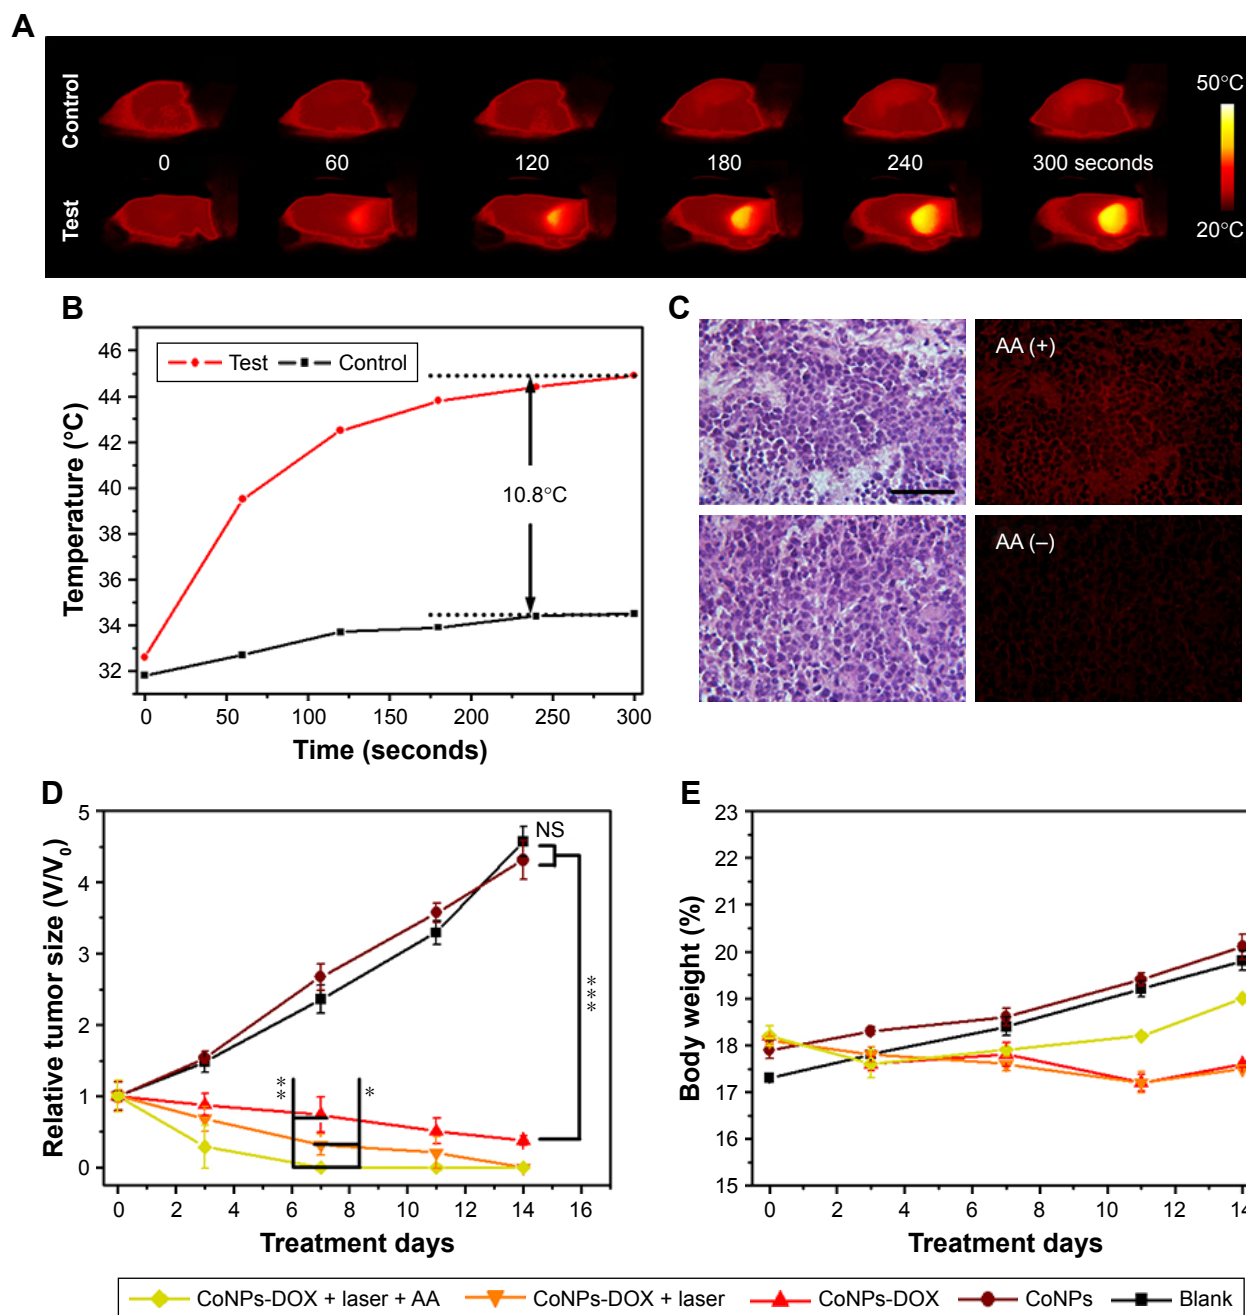 A
Control
0 60 120 180 240 300 seconds
Test
50°C
20°C
B
Test Control
46
44
42
40
38
36
34
32
10.8°C
0 50 100 150 200 250 300
Temperature (°C)
Time (seconds)
C
AA (+)
AA (–)
D
5
4
3
2
1
0
NS
***
**
*
0 2 4 6 8 10 12 14 16
Relative tumor size (V/V0)
Treatment days
E
23
22
21
20
19
18
17
16
15
0 2 4 6 8 10 12 14
Body weight (%)
Treatment days
CoNPs-DOX + laser + AA CoNPs-DOX + laser CoNPs-DOX CoNPs Blank